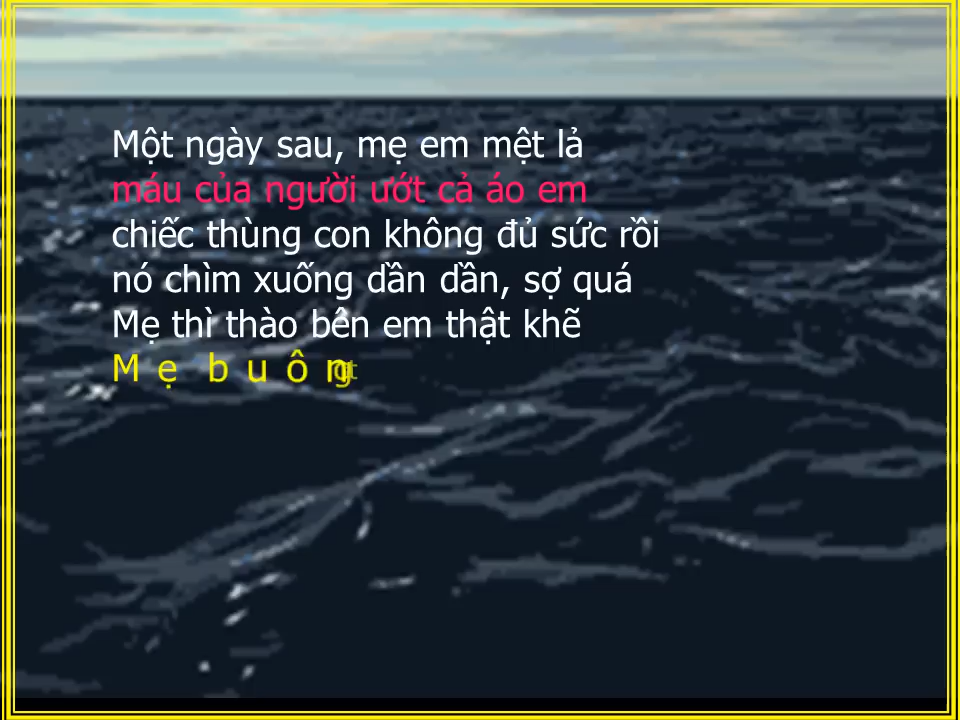 Một ngày sau, mẹ em mệt lả
máu của người ướt cả áo em
chiếc thùng con không đủ sức rồi
nó chìm xuống dần dần, sợ quá
Mẹ thì thào bên em thật khẽ
M ẹ b u ô n